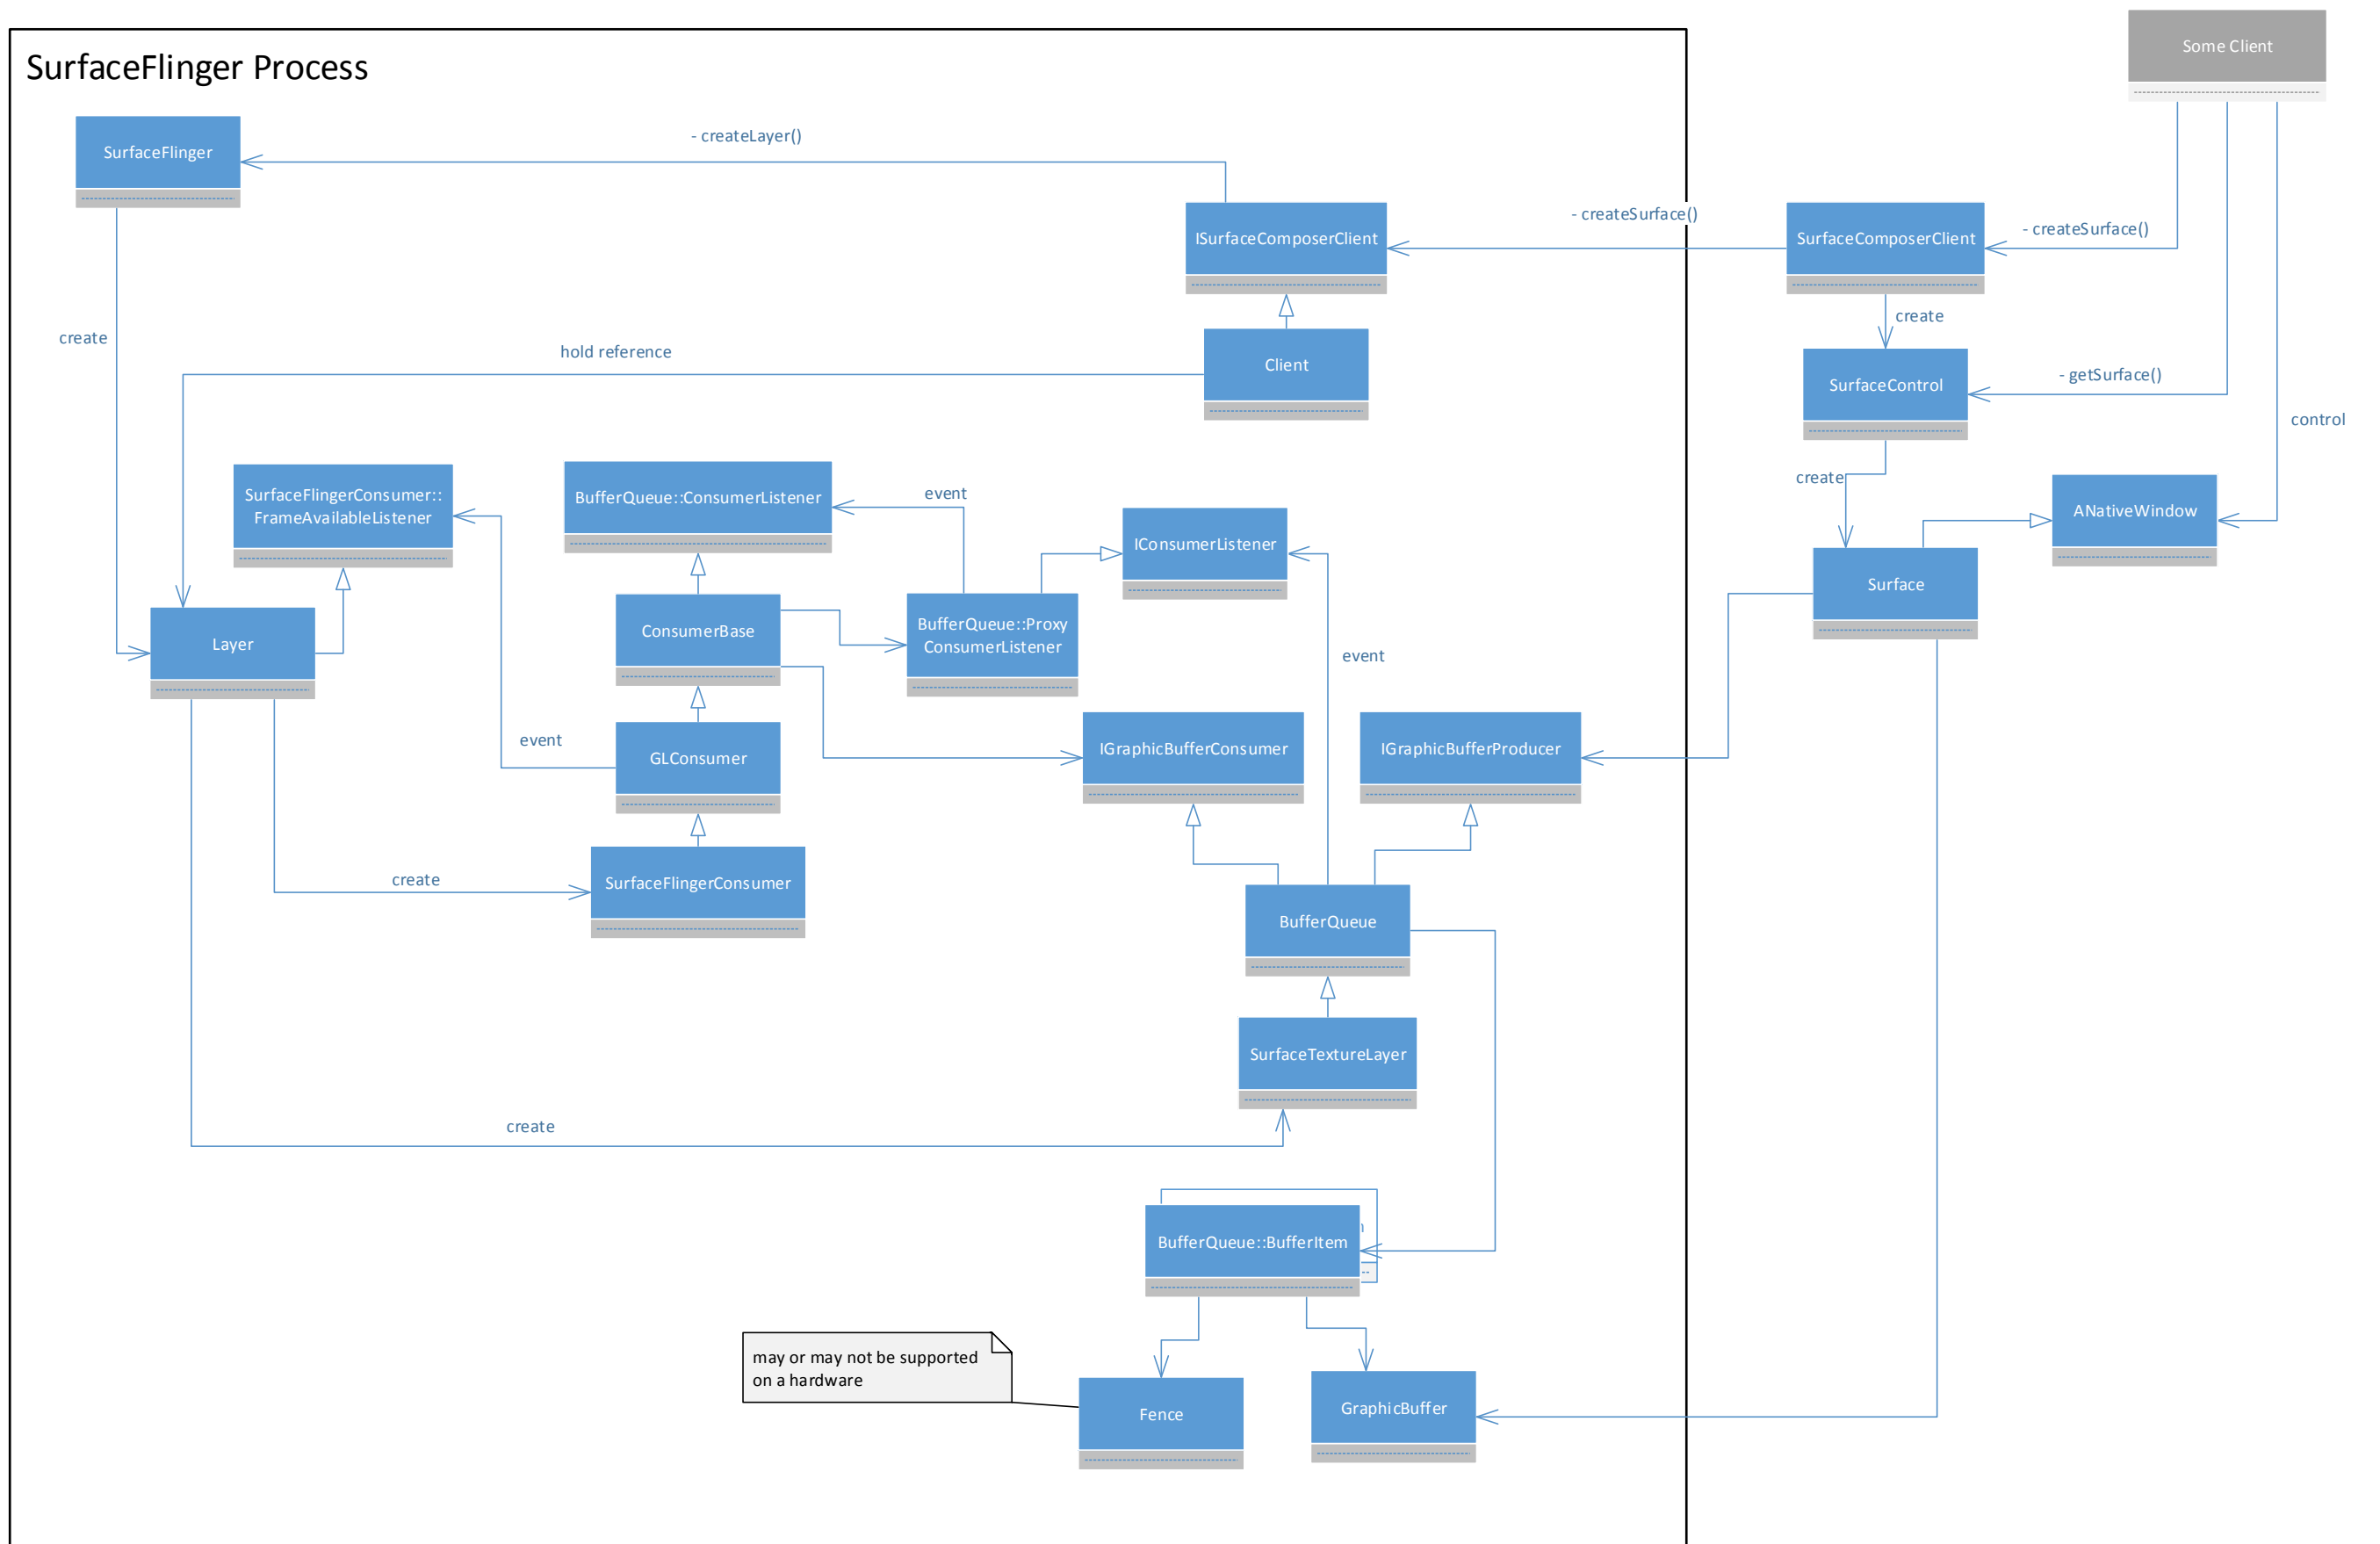 Some Client
SurfaceFlinger Process
- createLayer()
SurfaceFlinger
- createSurface()
- createSurface()
ISurfaceComposerClient
SurfaceComposerClient
create
create
hold reference
Client
SurfaceControl
- getSurface()
control
create
SurfaceFlingerConsumer::
FrameAvailableListener
BufferQueue::ConsumerListener
event
IConsumerListener
ANativeWindow
Surface
Layer
ConsumerBase
BufferQueue::Proxy
ConsumerListener
event
event
GLConsumer
IGraphicBufferConsumer
IGraphicBufferProducer
create
SurfaceFlingerConsumer
BufferQueue
SurfaceTextureLayer
create
BufferQueue::BufferItem
may or may not be supported
on a hardware
Fence
GraphicBuffer